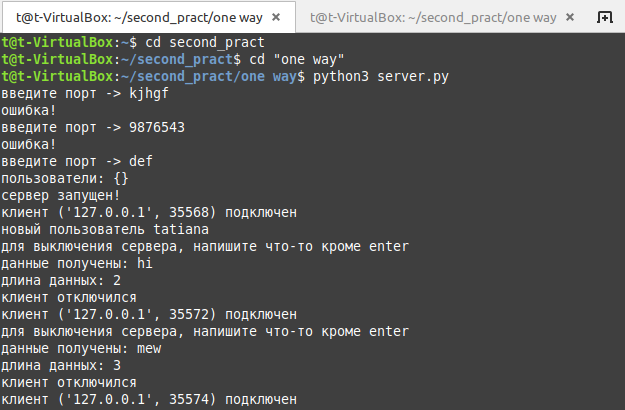 t@t-VirtualBox: ~/second_pract/one way × t@t-VirtualBox: ~/second_pract/one way ×
t@t-VirtualBox:~$ cd second_pract
t@t-VirtualBox:~/second_pract$ cd "one way"
t@t-VirtualBox:~/second_pract/one way$ python3 server.py
введите порт -> kjhgf
ошибка!
введите порт -> 9876543
ошибка!
введите порт -> def
пользователи: {}
сервер запущен!
клиент ('127.0.0.1', 35568) подключен
новый пользователь tatiana
для выключения сервера, напишите что-то кроме enter
данные получены: hi
длина данных: 2
клиент отключился
клиент ('127.0.0.1', 35572) подключен
для выключения сервера, напишите что-то кроме enter
данные получены: mew
длина данных: 3
клиент отключился
клиент ('127.0.0.1', 35574) подключен